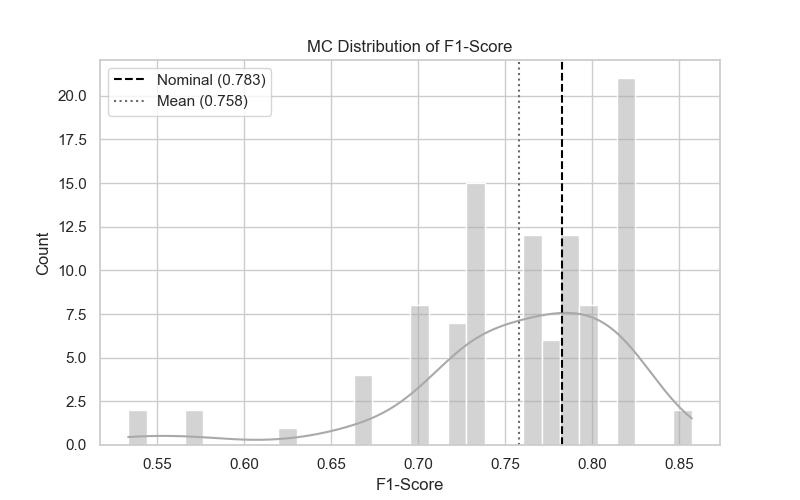 MC Distribution of F1-Score
Nominal (0.783)
Mean (0.758)
20.0
17.5
15.0
12.5
10.0
7.5
5.0
2.5
0.0
Count
0.55 0.60 0.65 0.70 0.75 0.80 0.85
F1-Score